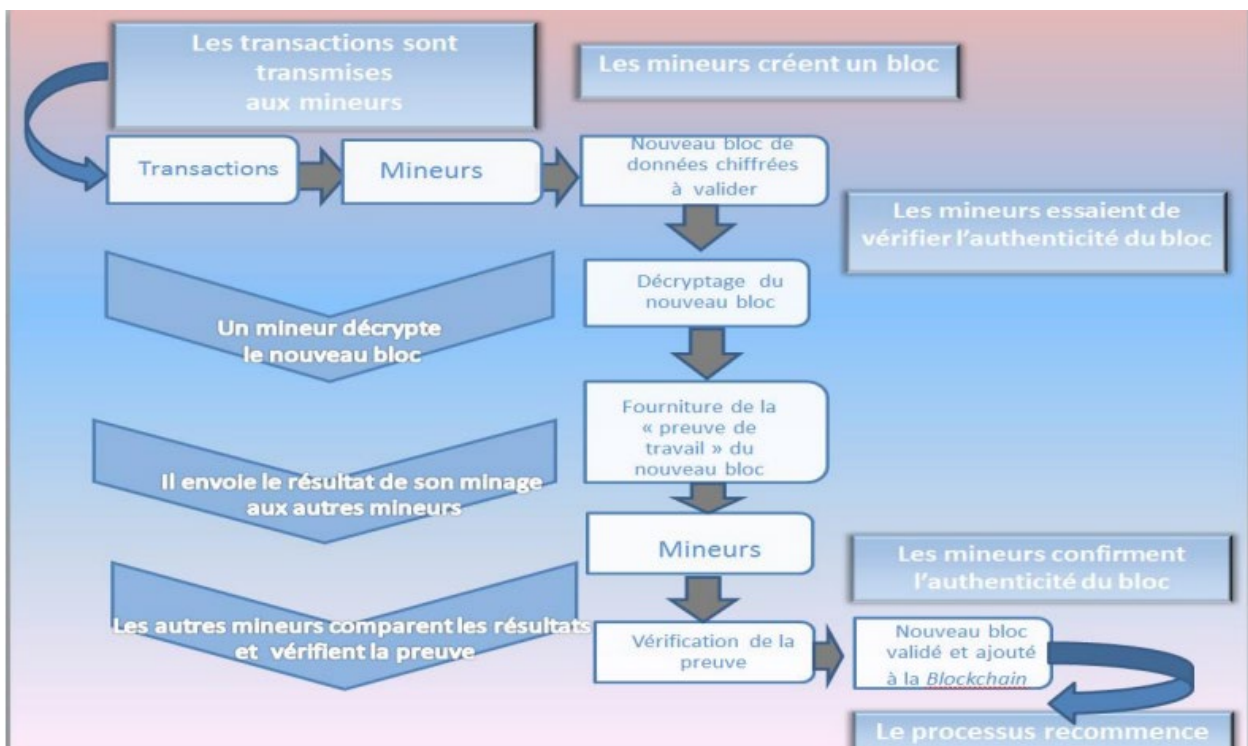 Les transactions sont
transmises
aux mineurs
Les mineurs créent un bloc
Transactions
Mineurs
Nouveau bloc de
données chiffrées
à valider
Les mineurs essaient de
vérifier l'authenticité du bloc
Décryptage du
nouveau bloc
Un mineur décrypte
le nouveau bloc
Fourniture de la
« preuve de
travail » du
nouveau bloc
Il envoie le résultat de son minage
aux autres mineurs
Mineurs
Les mineurs confirment
l'authenticité du bloc
Les autres mineurs comparent les résultats
et vérifient la preuve
Vérification de la
preuve
Nouveau bloc
validé et ajouté
à la Blockchain
Le processus recommence